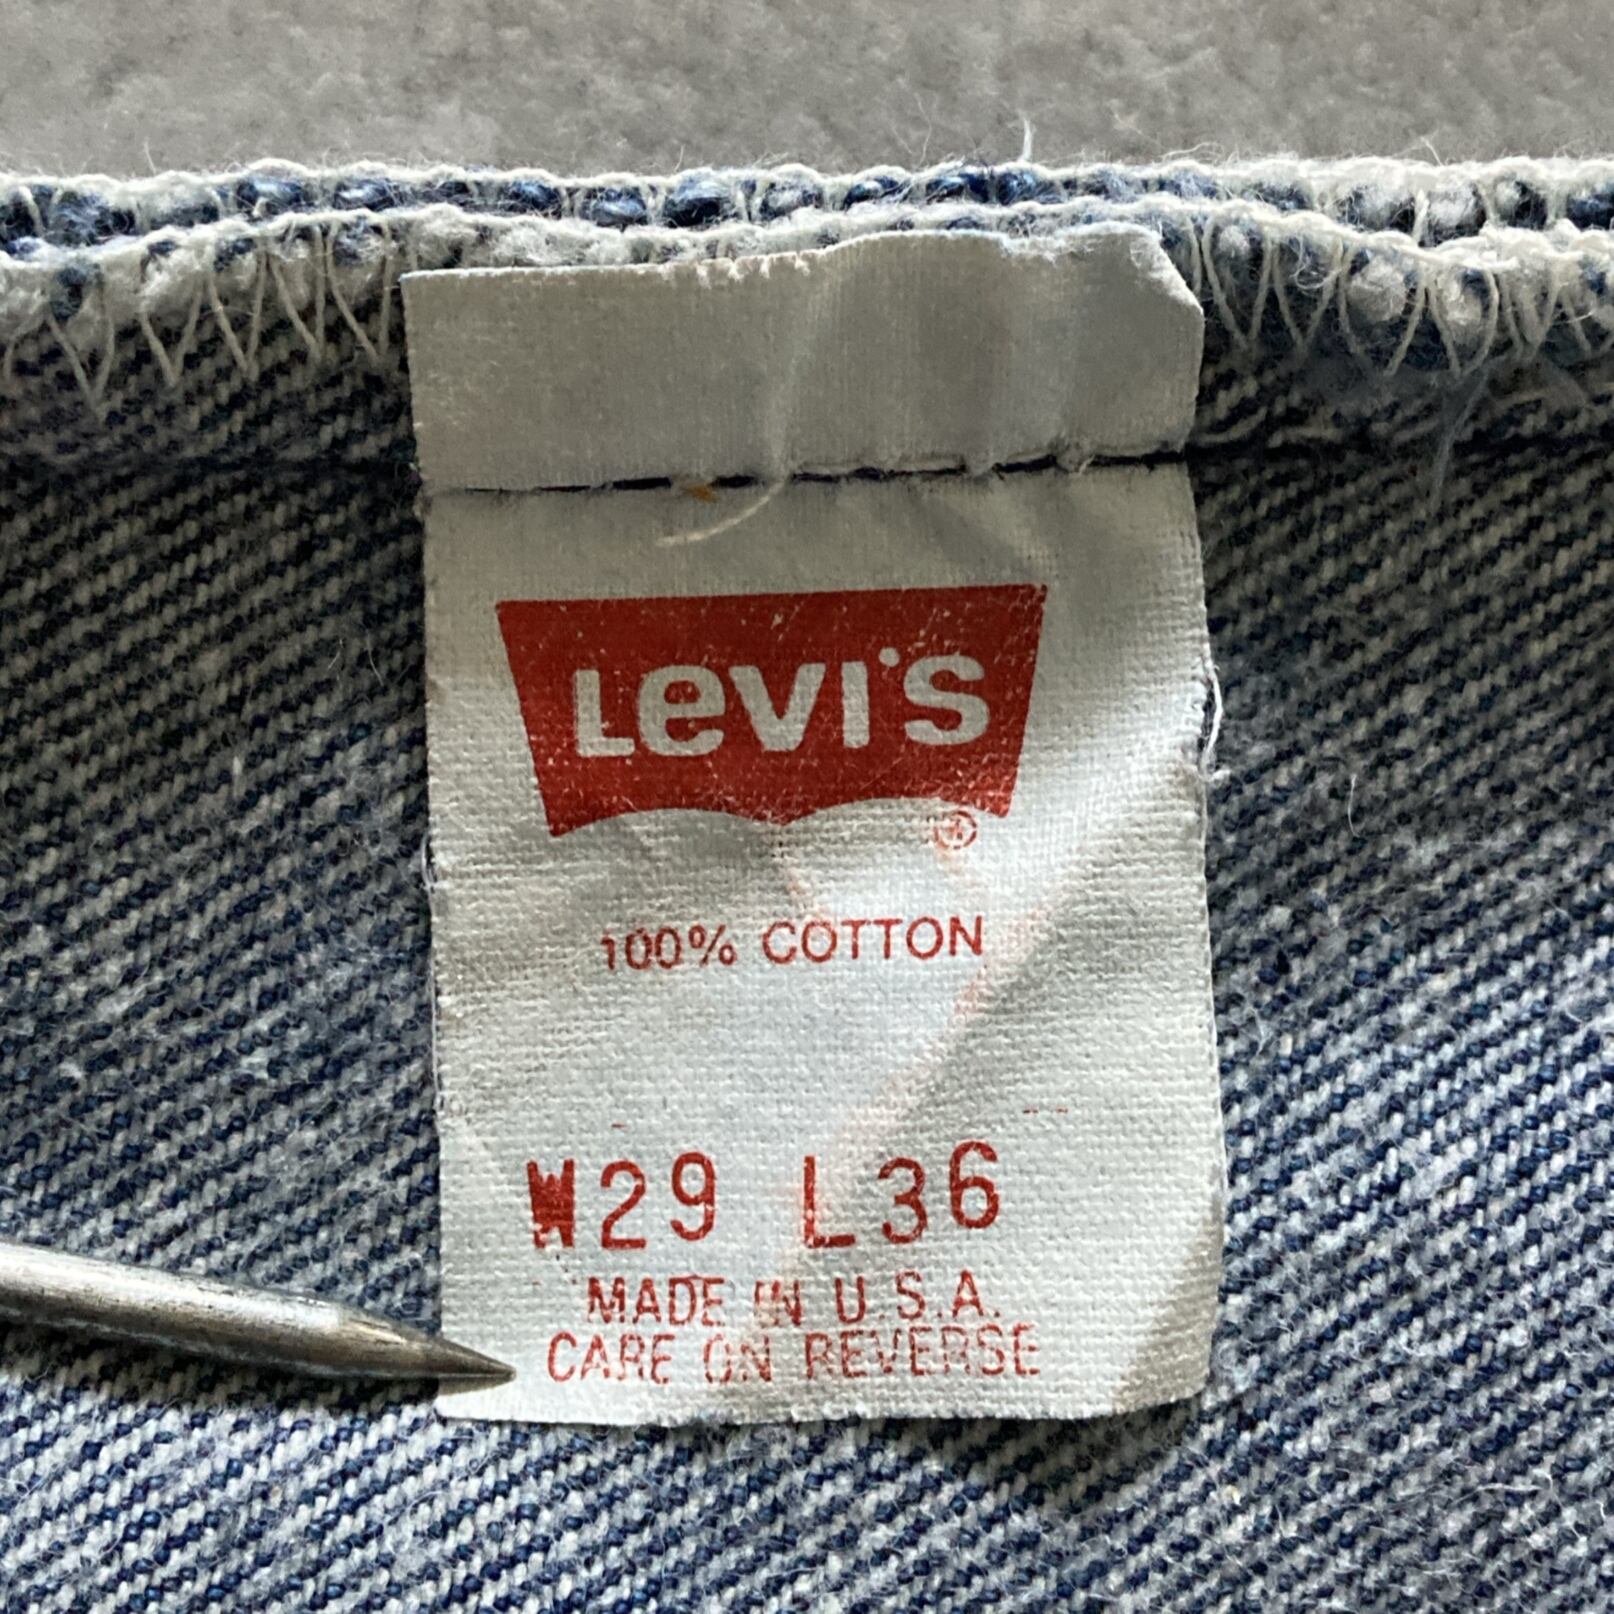 Levi's
®
100% COTTON
W29 L36
MADE IN U.S.A.
CARE ON REVERSE